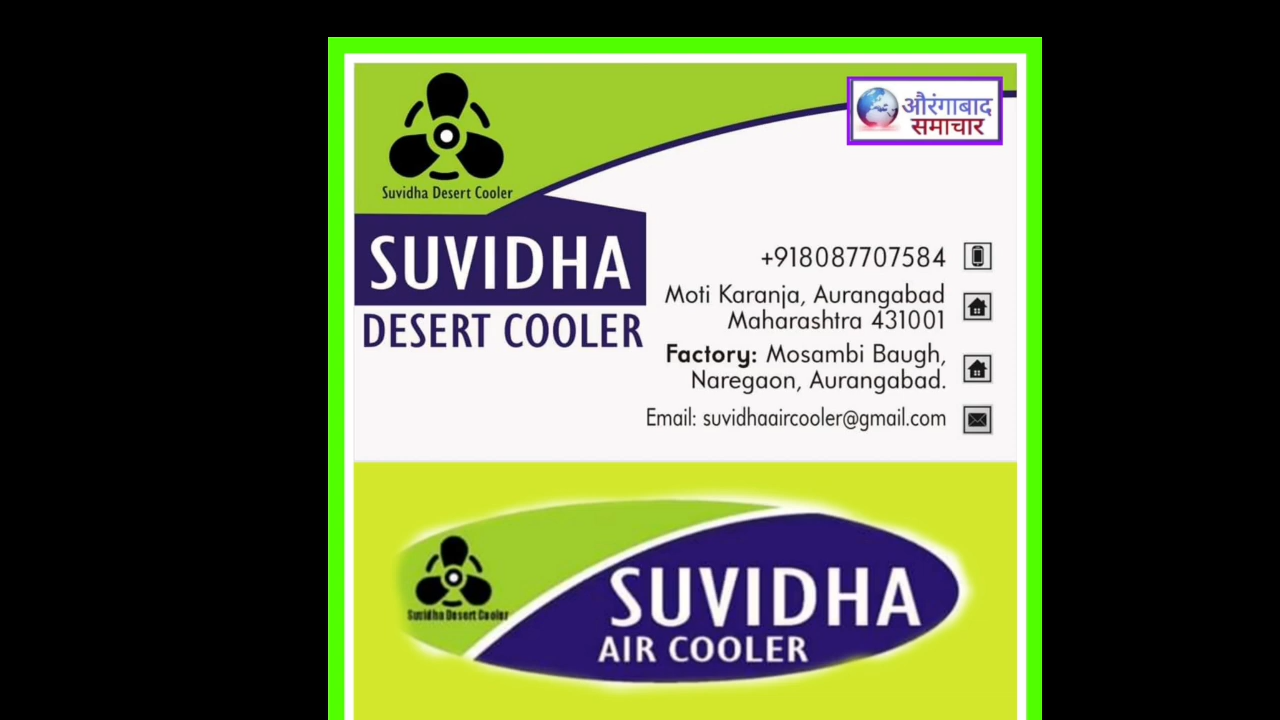 औरंगाबाद
समाचार
Suvidha Desert Cooler
SUVIDHA
DESERT COOLER
+918087707584
Moti Karanja, Aurangabad
Maharashtra 431001
Factory: Mosambi Baugh,
Naregaon, Aurangabad.
Email: suvidhaaircooler@gmail.com
Suvidha Desert Cooler
SUVIDHA
AIR COOLER